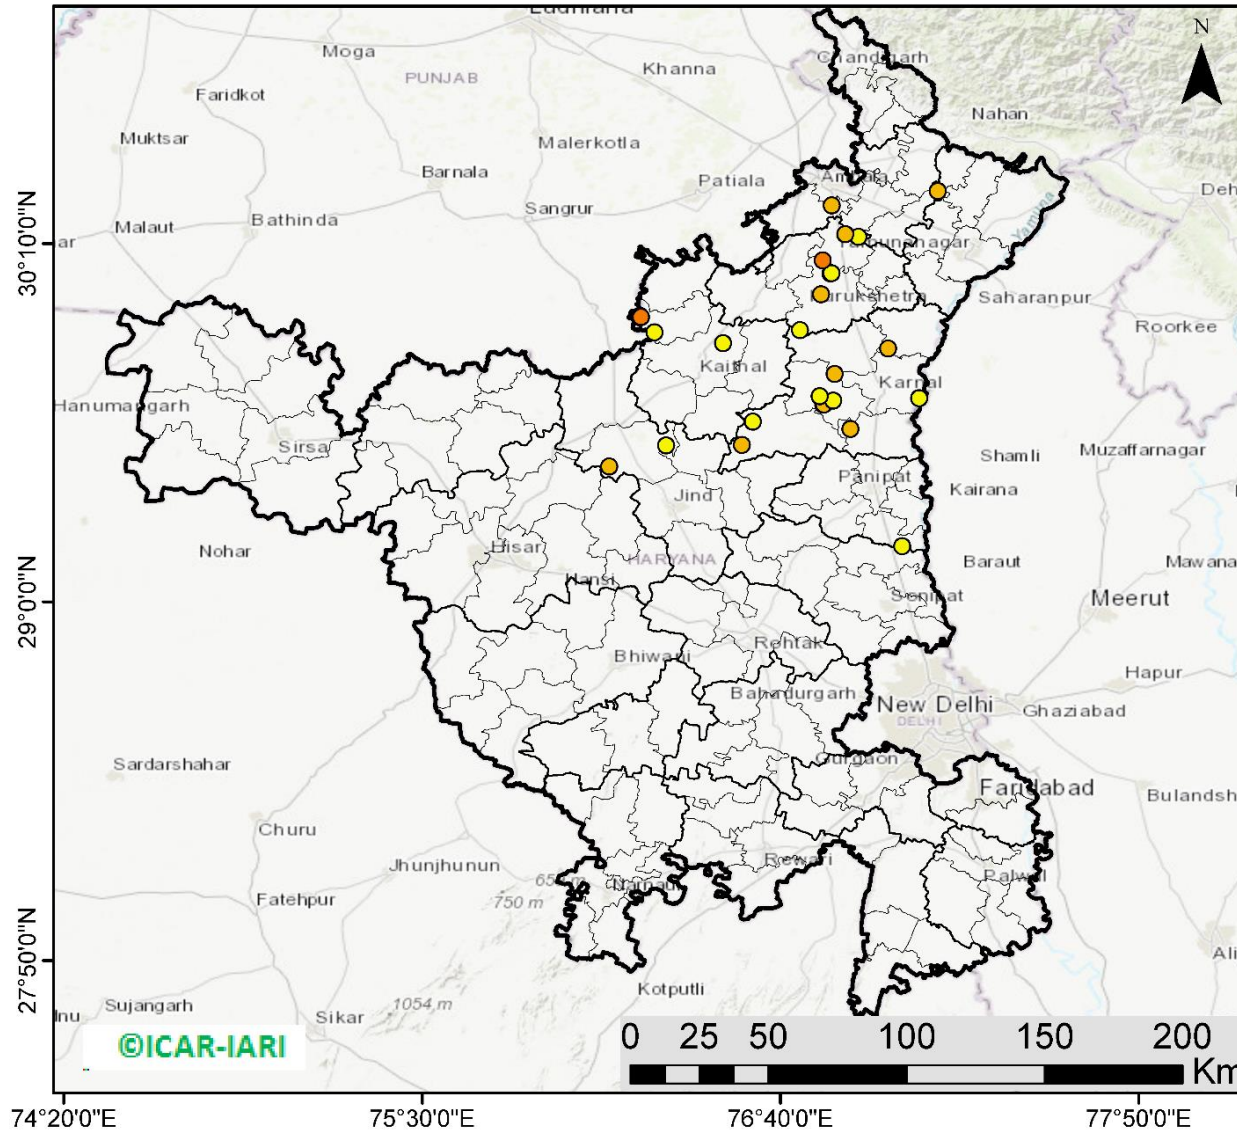 Ludhiana
Moga
Chandigarh
Khanna
PUNJAB
Faridkot
Nahan
N
Muktsar
Malerkotla
Barnala
Patiala
Ambala
Sangrur
Deh
Malaut
Bathinda
Yamuna
Yamunanagar
ar
30°10'0"N
Kurukshetra
Saharanpur
Roorkee
Kaithal
Karnal
Hanumangarh
Sirsa
Shamli
Muzaffarnagar
Panipat
Kairana
Jind
Nohar
Hisar
HARYANA
Baraut
Mawana
Hansi
Sonipat
Meerut
29°0'0"N
Rohtak
Bhiwani
Hapur
Bahadurgarh
New Delhi
DELHI
Ghaziabad
Sardarshahar
Gurgaon
Faridabad
Bulandsh
Churu
Jhunjhunun
Rewari
Narnaul
Palwal
Fatehpur
750 m
Ali
27°50'0"N
Kotputli
Sujangarh
1054 m
Sikar
©ICAR-IARI
0 25 50 100 150 200
Km
74°20'0"E 75°30'0"E 76°40'0"E 77°50'0"E